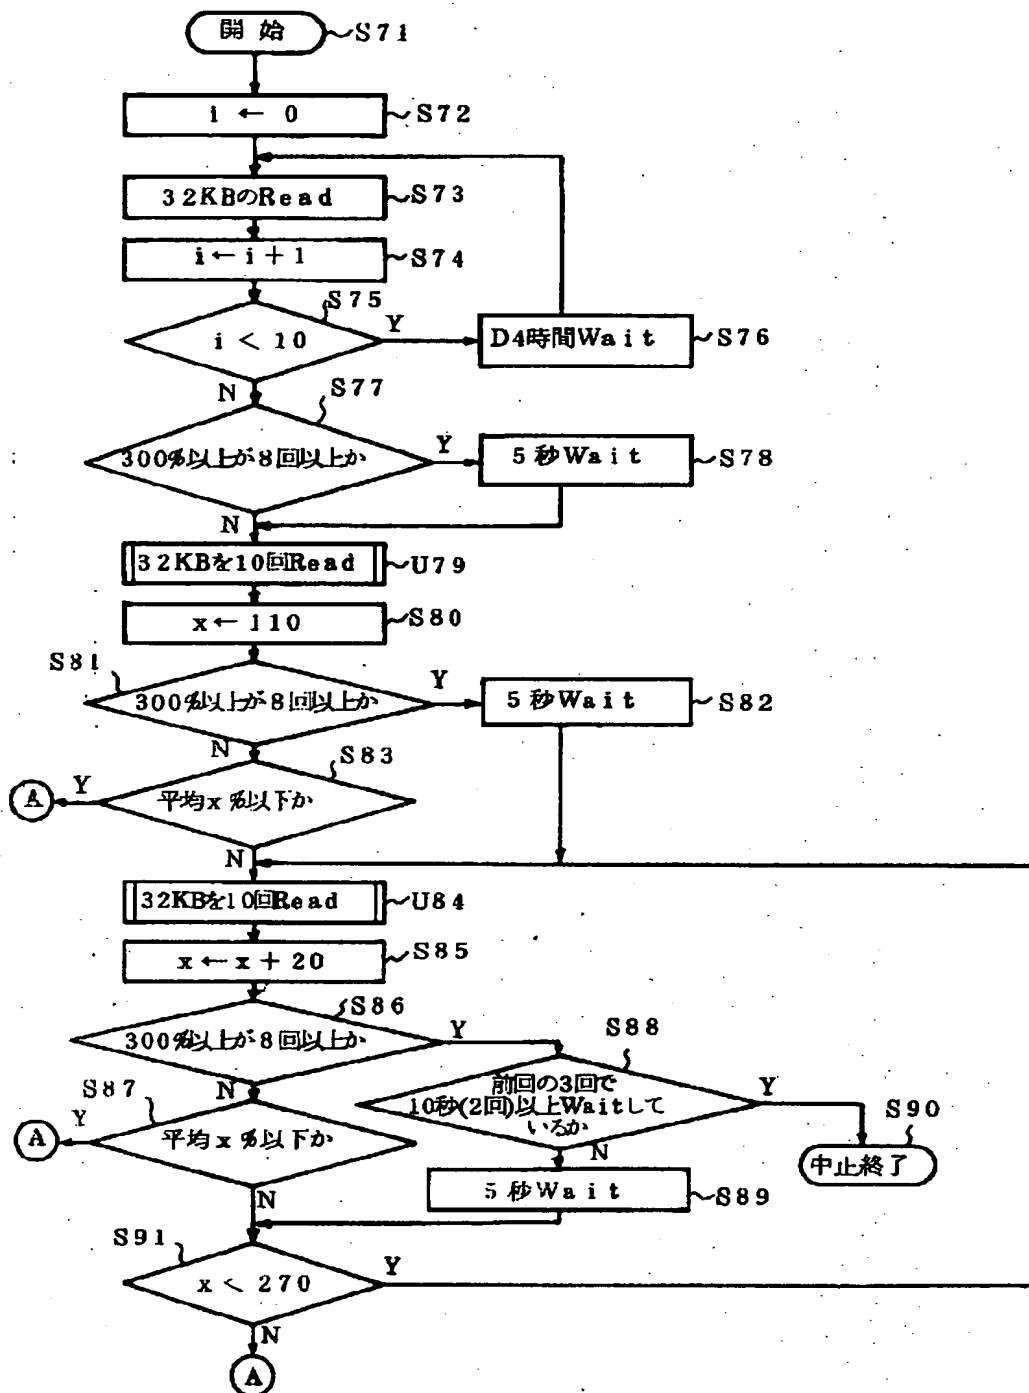 開始 S71
i ← 0 S72
32KBのRead S73
i ← i + 1 S74
S75
i < 10 Y D4時間Wait S76
N S77
300%以上が8回以上か Y 5秒Wait S78
N
32KBを10回Read U79
x ← 110 S80
S81
300%以上が8回以上か Y 5秒Wait S82
N S83
A Y 平均x%以下か
N
32KBを10回Read U84
x ← x + 20 S85
S86
300%以上が8回以上か Y S88
前回の3回で
10秒(2回)以上Waitして
いるか Y S90
中止終了
N
5秒Wait S89
S87 N
A Y 平均x%以下か
N
S91
x < 270 Y
N
A